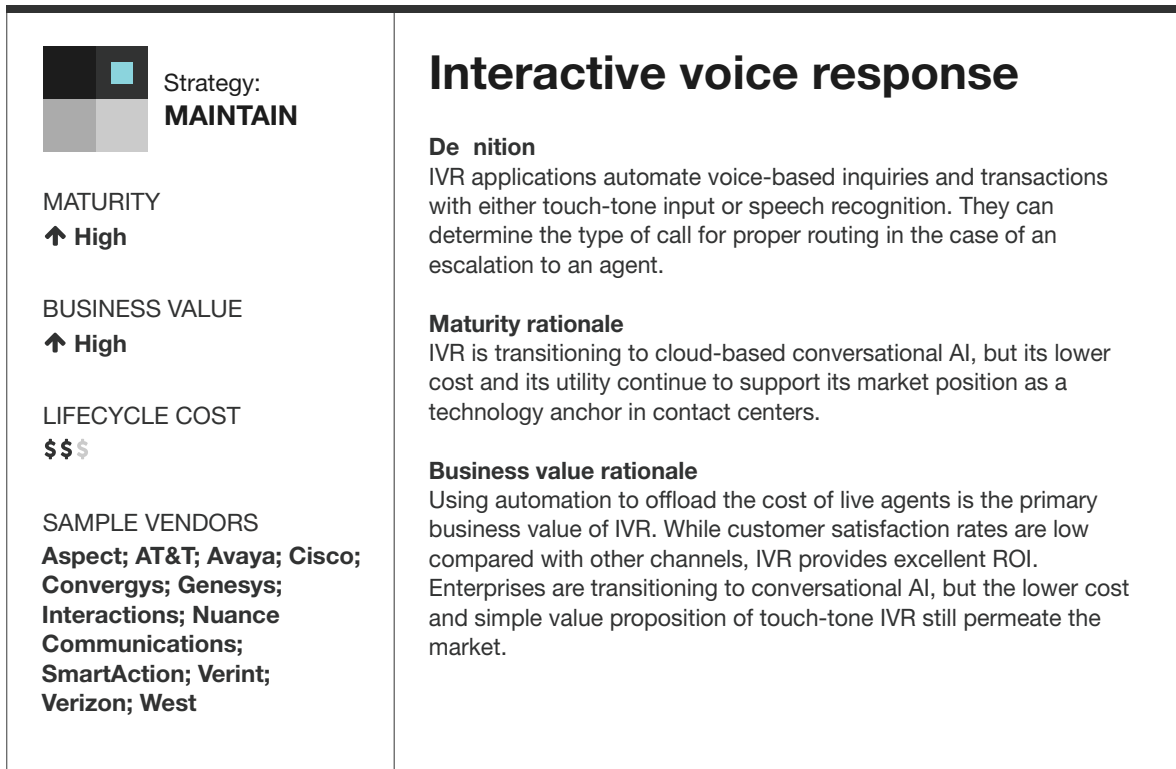 Strategy:
MAINTAIN
MATURITY
↑ High
BUSINESS VALUE
↑ High
LIFECYCLE COST
$$$
SAMPLE VENDORS
Aspect; AT&T; Avaya; Cisco;
Convergys; Genesys;
Interactions; Nuance
Communications;
SmartAction; Verint;
Verizon; West
Interactive voice response
De nition
IVR applications automate voice-based inquiries and transactions
with either touch-tone input or speech recognition. They can
determine the type of call for proper routing in the case of an
escalation to an agent.
Maturity rationale
IVR is transitioning to cloud-based conversational AI, but its lower
cost and its utility continue to support its market position as a
technology anchor in contact centers.
Business value rationale
Using automation to offload the cost of live agents is the primary
business value of IVR. While customer satisfaction rates are low
compared with other channels, IVR provides excellent ROI.
Enterprises are transitioning to conversational AI, but the lower cost
and simple value proposition of touch-tone IVR still permeate the
market.